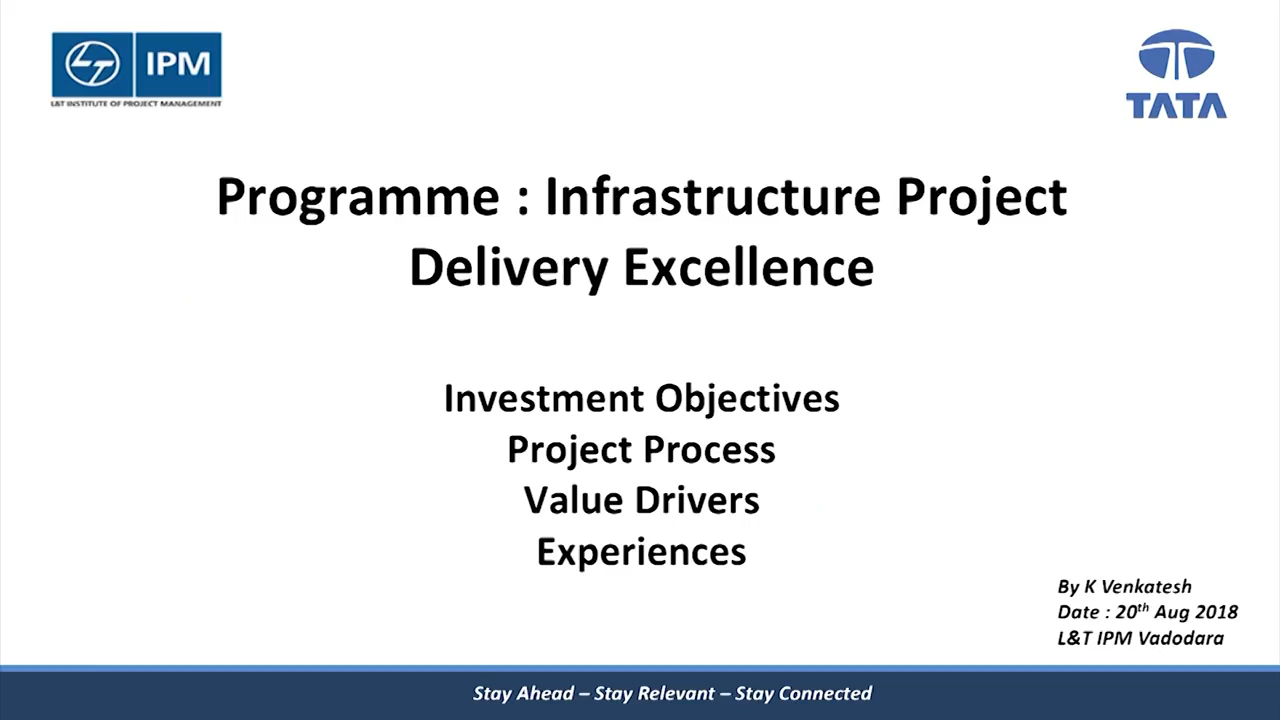 LT IPM
L&T INSTITUTE OF PROJECT MANAGEMENT
TATA
Programme : Infrastructure Project
Delivery Excellence
Investment Objectives
Project Process
Value Drivers
Experiences
By K Venkatesh
Date : 20th Aug 2018
L&T IPM Vadodara
Stay Ahead – Stay Relevant – Stay Connected